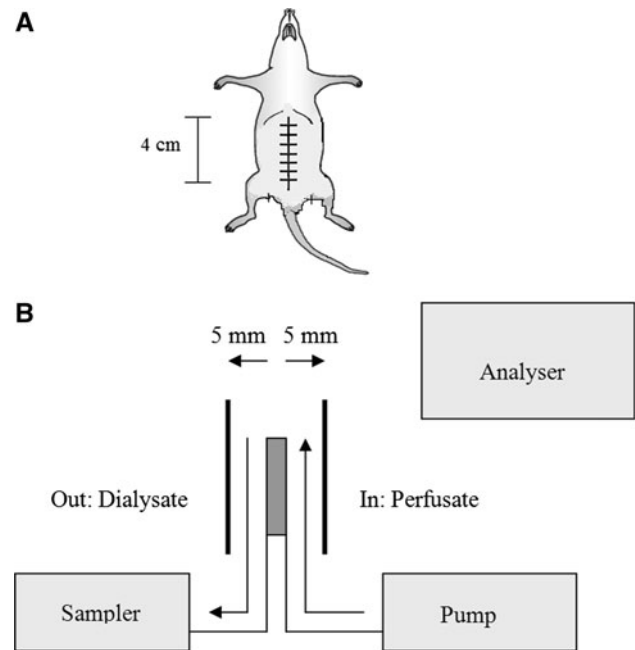 A
4 cm
B
5 mm 5 mm
Analyser
Out: Dialysate
In: Perfusate
Sampler
Pump